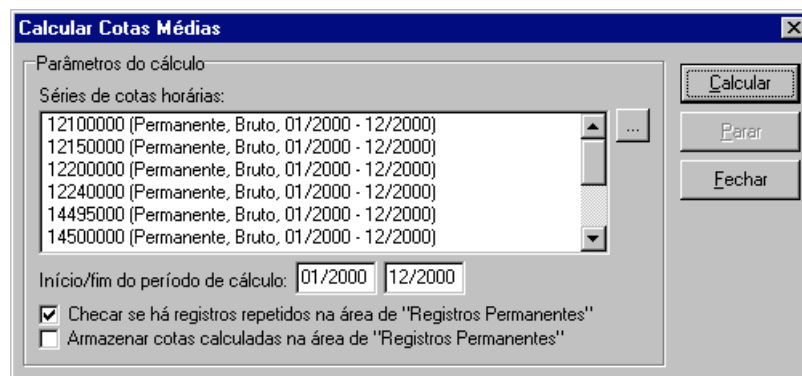 Calcular Cotas Médias
Parâmetros do cálculo
Séries de cotas horárias:
12100000 (Permanente, Bruto, 01/2000 - 12/2000)
12150000 (Permanente, Bruto, 01/2000 - 12/2000)
12200000 (Permanente, Bruto, 01/2000 - 12/2000)
12240000 (Permanente, Bruto, 01/2000 - 12/2000)
14495000 (Permanente, Bruto, 01/2000 - 12/2000)
14500000 (Permanente, Bruto, 01/2000 - 12/2000)
...
Início/fim do período de cálculo: 01/2000 12/2000
Checar se há registros repetidos na área de "Registros Permanentes"
Armazenar cotas calculadas na área de "Registros Permanentes"
Calcular
Parar
Fechar